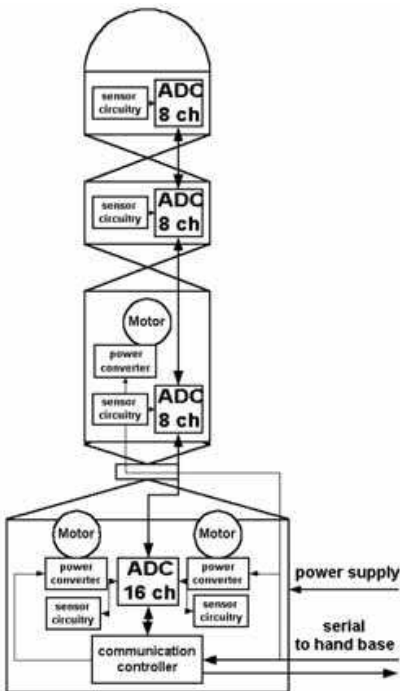 sensor
circuitry
ADC
8 ch
sensor
circuitry
ADC
8 ch
Motor
power
converter
sensor
circuitry
ADC
8 ch
Motor
Motor
power
converter
ADC
16 ch
power
converter
sensor
circuitry
sensor
circuitry
communication
controller
power supply
serial
to hand base